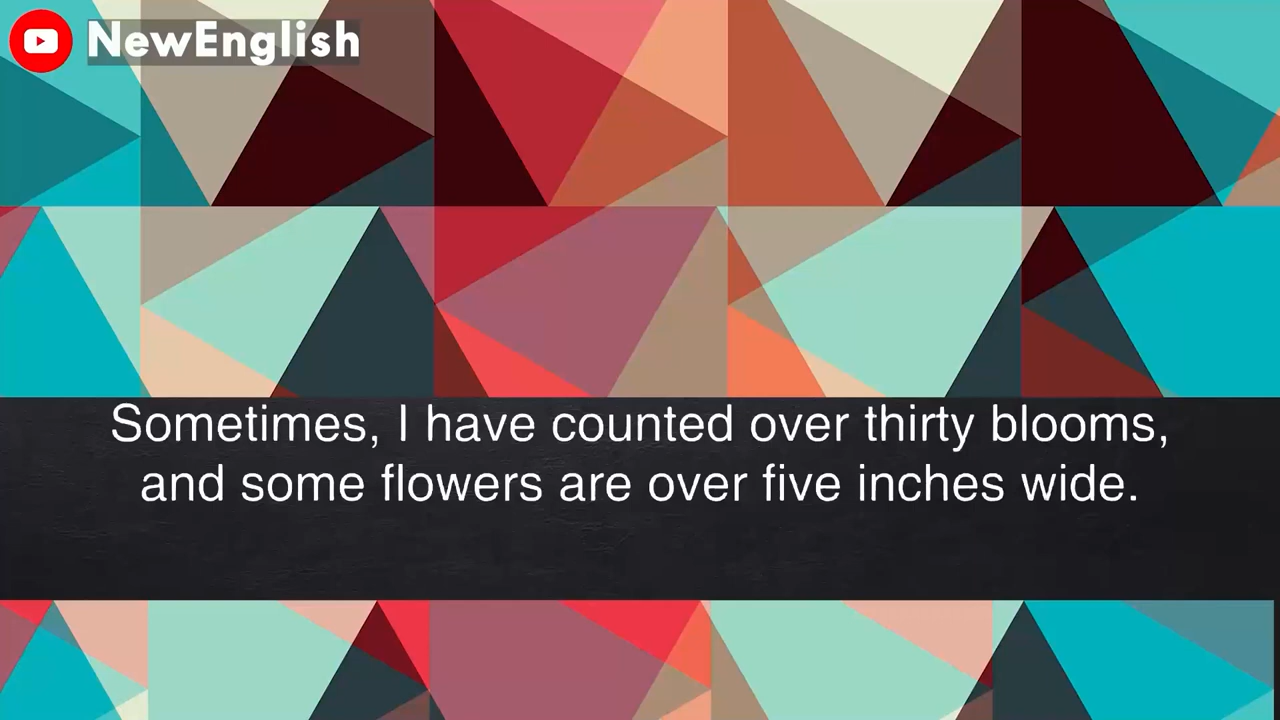 NewEnglish
Sometimes, I have counted over thirty blooms,
and some flowers are over five inches wide.